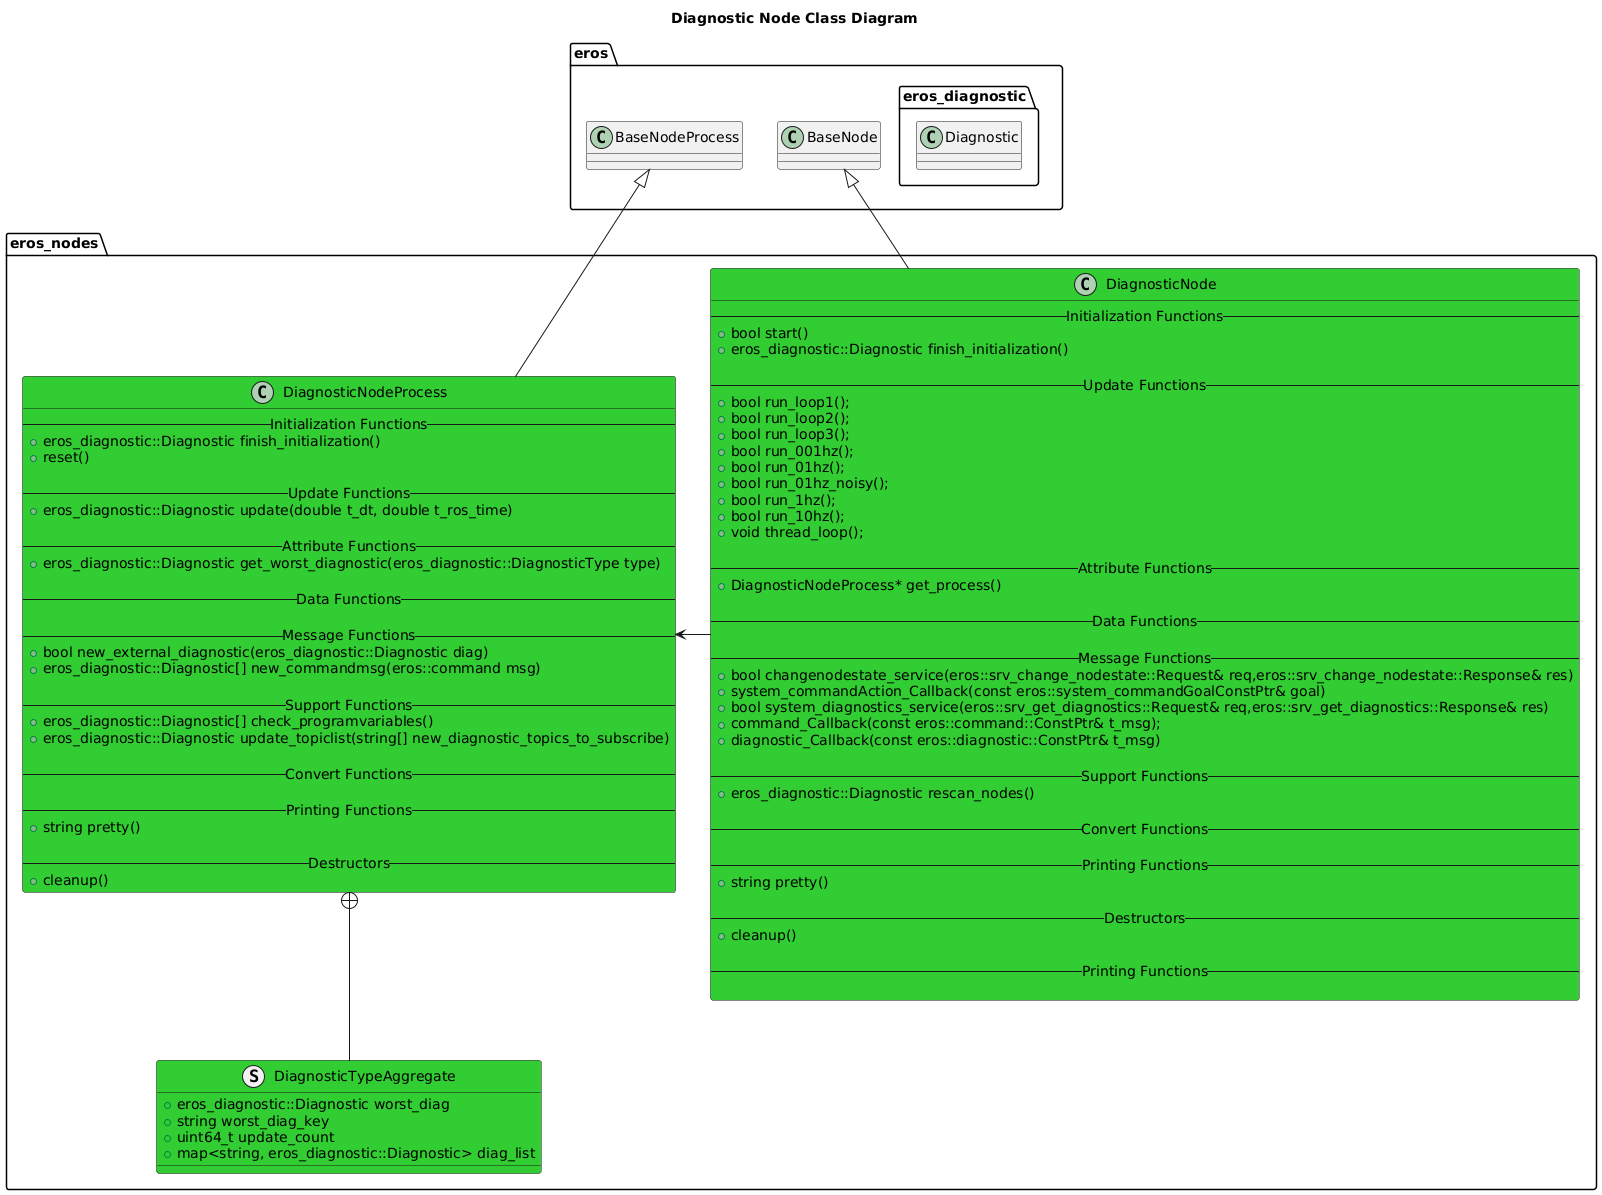 Diagnostic Node Class Diagram
eros
eros_diagnostic
C BaseNodeProcess
C BaseNode
C Diagnostic
eros_nodes
C DiagnosticNode
Initialization Functions
bool start()
eros_diagnostic::Diagnostic finish_initialization()
Update Functions
bool run_loop1();
bool run_loop2();
bool run_loop3();
bool run_001hz();
bool run_01hz();
bool run_01hz_noisy();
bool run_1hz();
bool run_10hz();
void thread_loop();
Attribute Functions
DiagnosticNodeProcess* get_process()
Data Functions
Message Functions
bool changenodestate_service(eros::srv_change_nodestate::Request& req,eros::srv_change_nodestate::Response& res)
system_commandAction_Callback(const eros::system_commandGoalConstPtr& goal)
bool system_diagnostics_service(eros::srv_get_diagnostics::Request& req,eros::srv_get_diagnostics::Response& res)
command_Callback(const eros::command::ConstPtr& t_msg);
diagnostic_Callback(const eros::diagnostic::ConstPtr& t_msg)
Support Functions
eros_diagnostic::Diagnostic rescan_nodes()
Convert Functions
Printing Functions
string pretty()
Destructors
cleanup()
Printing Functions
C DiagnosticNodeProcess
Initialization Functions
eros_diagnostic::Diagnostic finish_initialization()
reset()
Update Functions
eros_diagnostic::Diagnostic update(double t_dt, double t_ros_time)
Attribute Functions
eros_diagnostic::Diagnostic get_worst_diagnostic(eros_diagnostic::DiagnosticType type)
Data Functions
Message Functions
bool new_external_diagnostic(eros_diagnostic::Diagnostic diag)
eros_diagnostic::Diagnostic[] new_commandmsg(eros::command msg)
Support Functions
eros_diagnostic::Diagnostic[] check_programvariables()
eros_diagnostic::Diagnostic update_topiclist(string[] new_diagnostic_topics_to_subscribe)
Convert Functions
Printing Functions
string pretty()
Destructors
cleanup()
S DiagnosticTypeAggregate
eros_diagnostic::Diagnostic worst_diag
string worst_diag_key
uint64_t update_count
map<string, eros_diagnostic::Diagnostic> diag_list